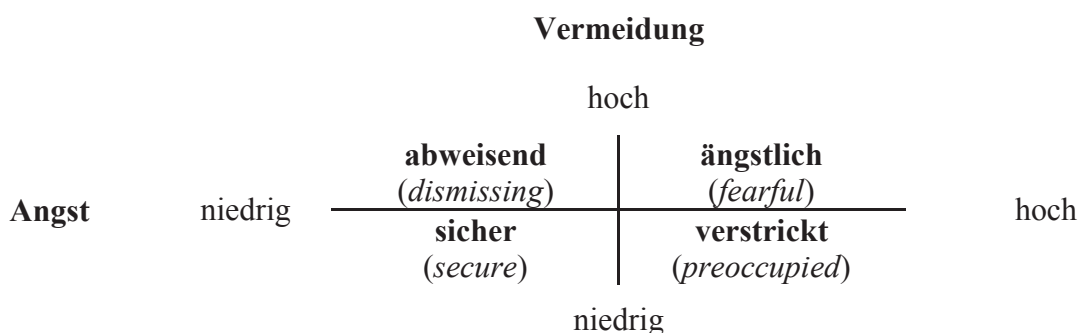 Vermeidung
hoch
abweisend ängstlich
(dismissing) (fearful)
Angst niedrig hoch
sicher verstrickt
(secure) (preoccupied)
niedrig